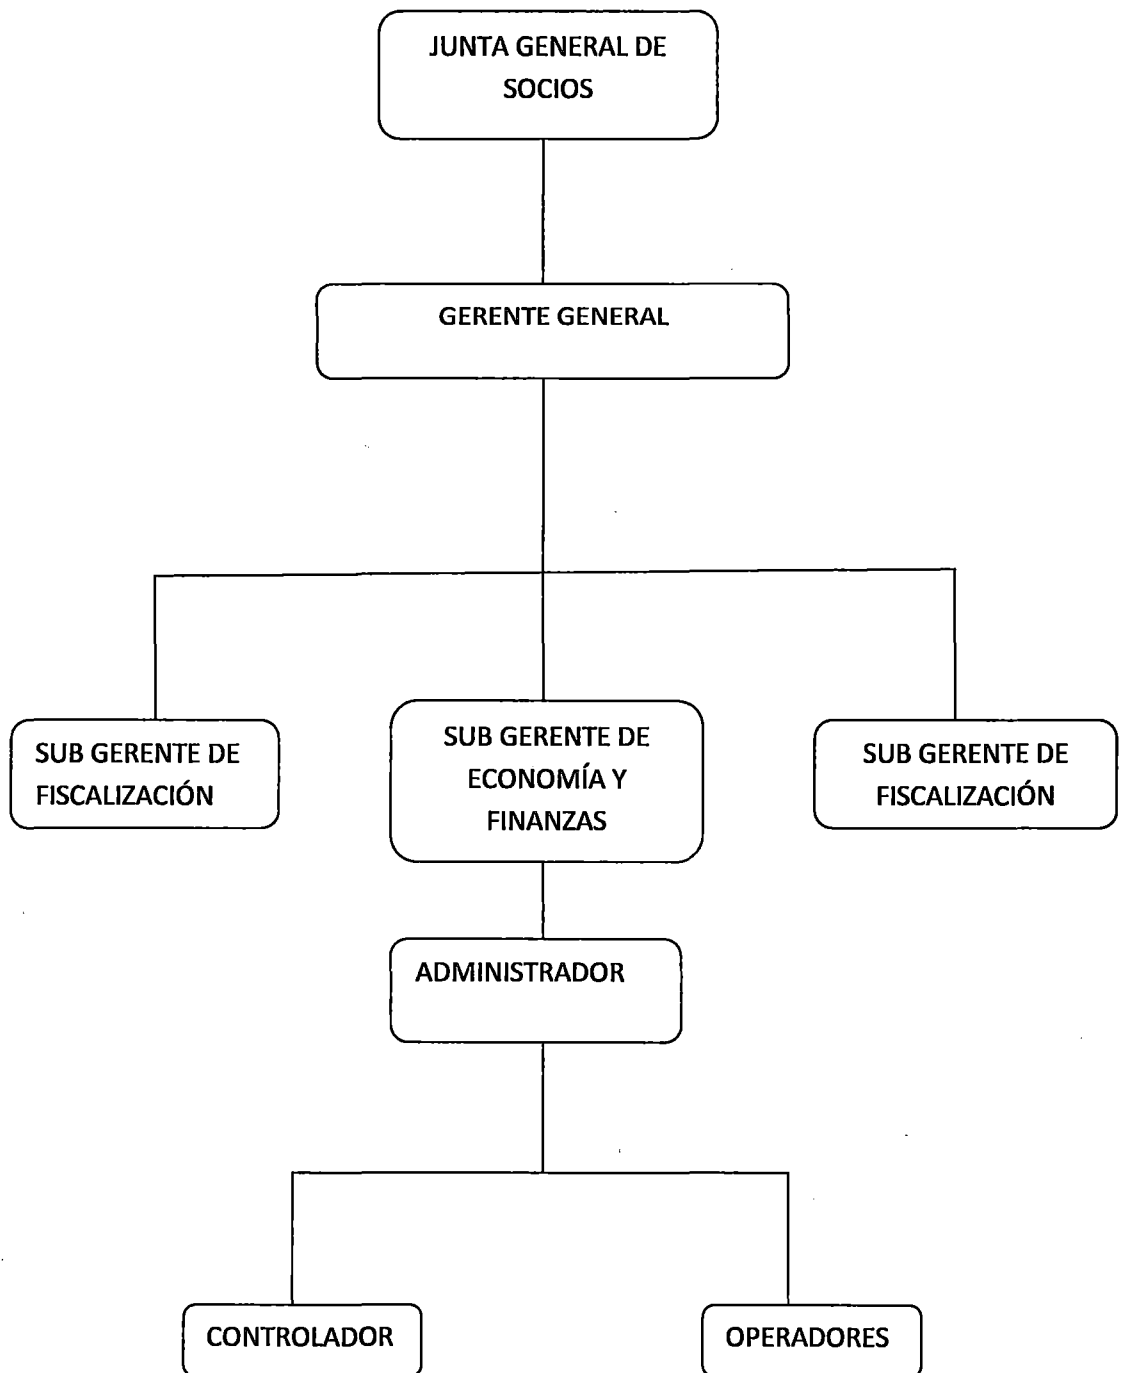 JUNTA GENERAL DE
SOCIOS
GERENTE GENERAL
SUB GERENTE DE
FISCALIZACIÓN
SUB GERENTE DE
ECONOMÍA Y
FINANZAS
SUB GERENTE DE
FISCALIZACIÓN
ADMINISTRADOR
CONTROLADOR
OPERADORES